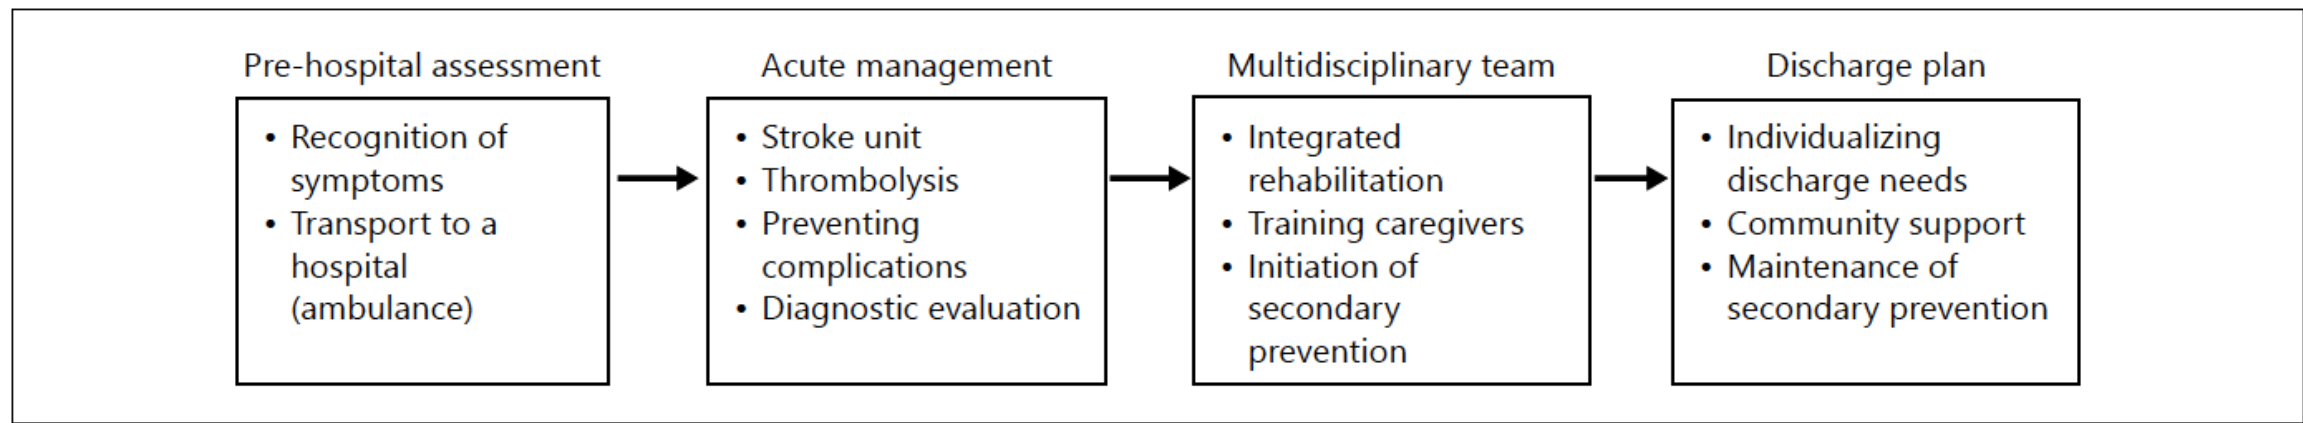 Pre-hospital assessment
• Recognition of
symptoms
• Transport to a
hospital
(ambulance)
Acute management
• Stroke unit
• Thrombolysis
• Preventing
complications
• Diagnostic evaluation
Multidisciplinary team
• Integrated
rehabilitation
• Training caregivers
• Initiation of
secondary
prevention
Discharge plan
• Individualizing
discharge needs
• Community support
• Maintenance of
secondary prevention